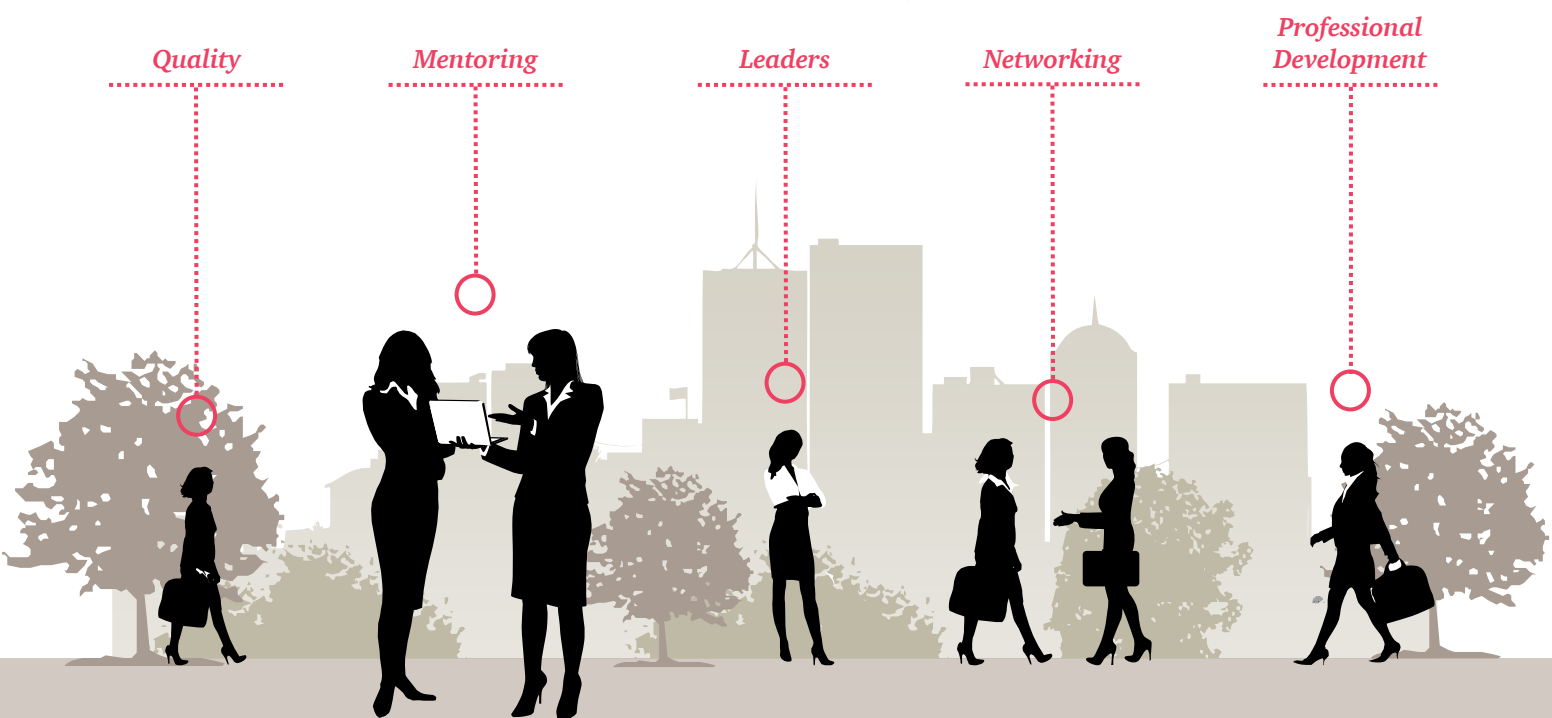 Quality
Mentoring
Leaders
Networking
Professional
Development